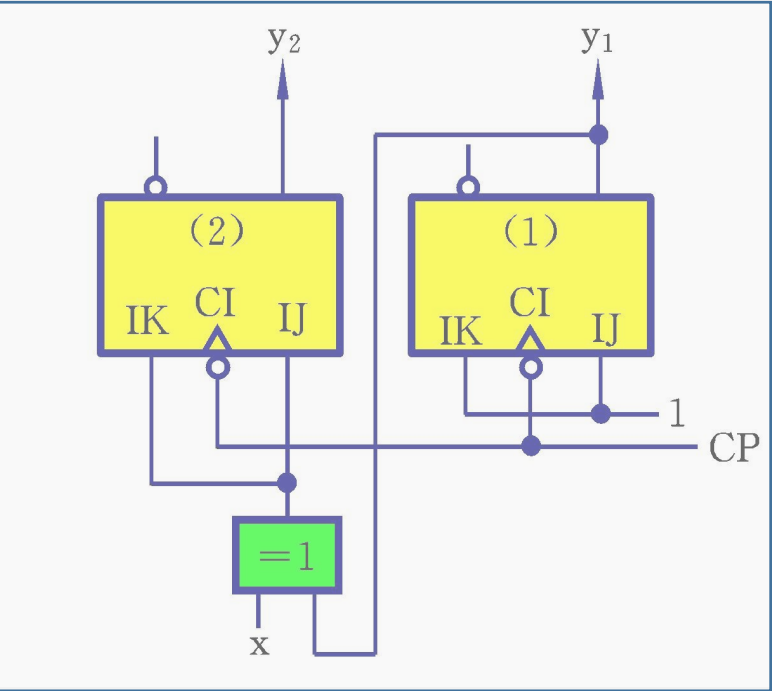 y₂ y₁
(2) (1)
IK CI IJ IK CI IJ
1
CP
=1
x